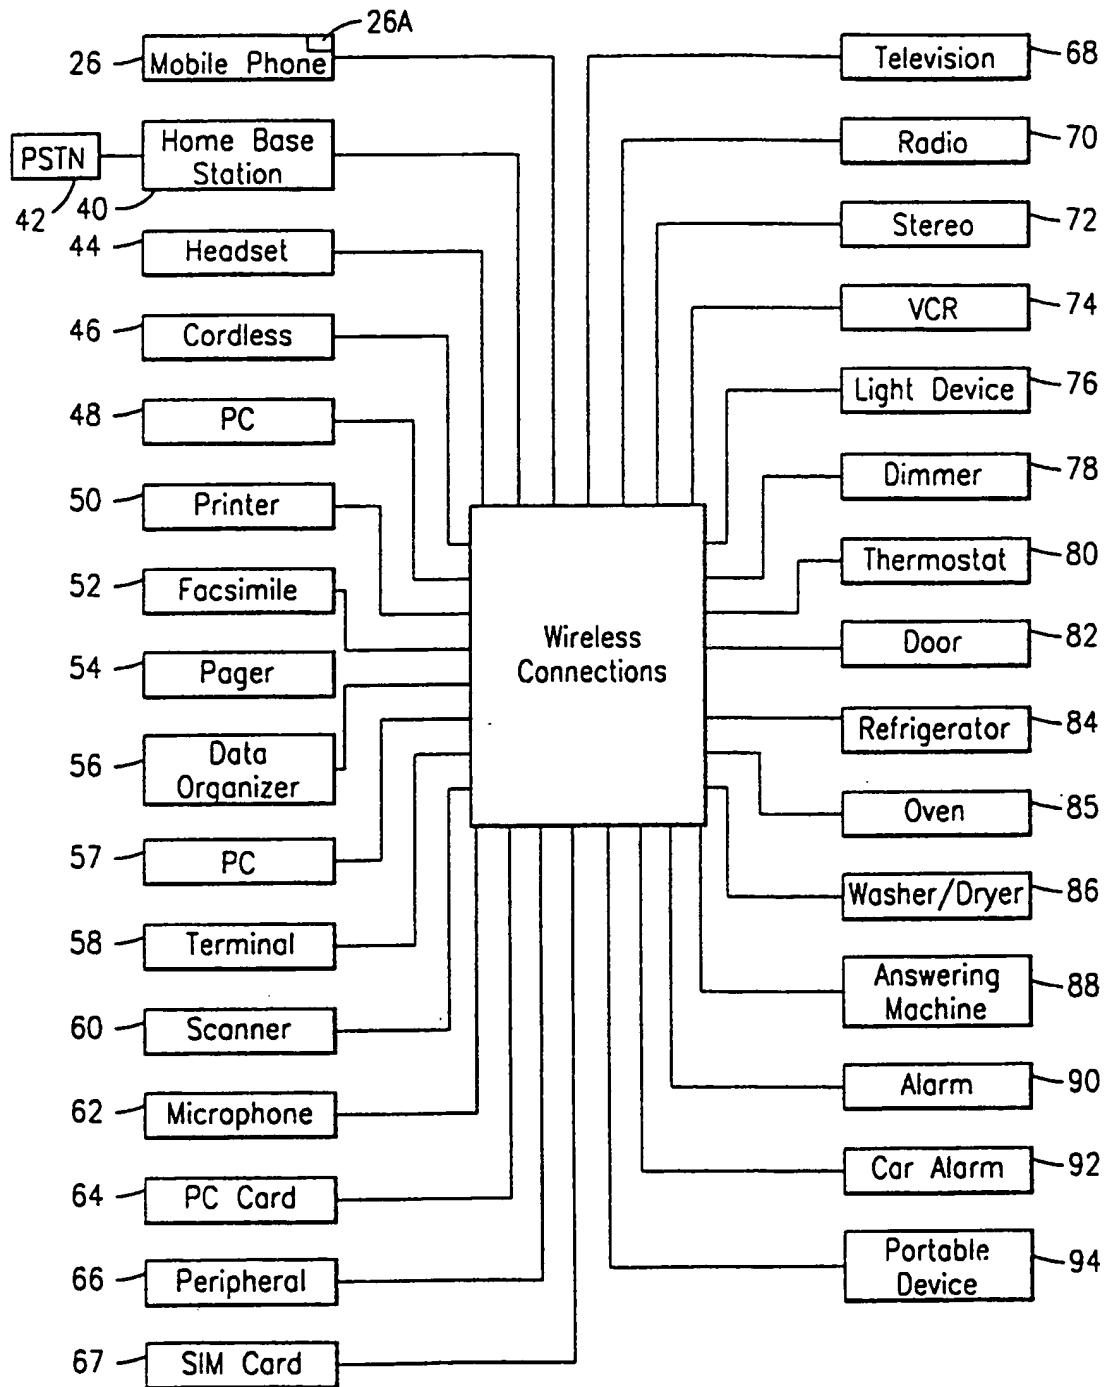 26A
26
Mobile Phone
PSTN
42
Home Base
Station
40
44
Headset
46
Cordless
48
PC
50
Printer
52
Facsimile
54
Pager
56
Data
Organizer
57
PC
58
Terminal
60
Scanner
62
Microphone
64
PC Card
66
Peripheral
67
SIM Card
Wireless
Connections
Television
68
Radio
70
Stereo
72
VCR
74
Light Device
76
Dimmer
78
Thermostat
80
Door
82
Refrigerator
84
Oven
85
Washer/Dryer
86
Answering
Machine
88
Alarm
90
Car Alarm
92
Portable
Device
94